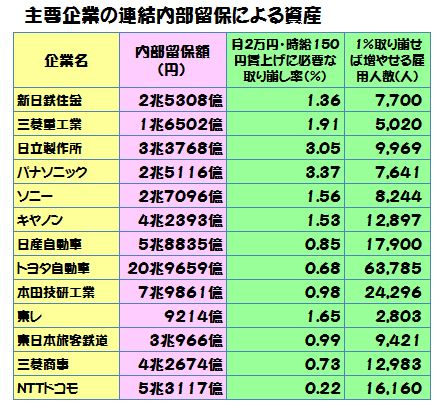 主要企業の連結内部留保による資産
企業名 内部留保額(円) 月2万円・時給150円賃上げに必要な取り崩し率(%) 1%取り崩せば増やせる雇用人数(人)
新日鉄住金 2兆5308億 1.36 7,700
三菱重工業 1兆6502億 1.91 5,020
日立製作所 3兆3768億 3.05 9,969
パナソニック 2兆5116億 3.37 7,641
ソニー 2兆7096億 1.56 8,244
キヤノン 4兆2393億 1.53 12,897
日産自動車 5兆8835億 0.85 17,900
トヨタ自動車 20兆9659億 0.68 63,785
本田技研工業 7兆9861億 0.98 24,296
東レ 9214億 1.65 2,803
東日本旅客鉄道 3兆966億 0.99 9,421
三菱商事 4兆2674億 0.73 12,983
NTTドコモ 5兆3117億 0.22 16,160